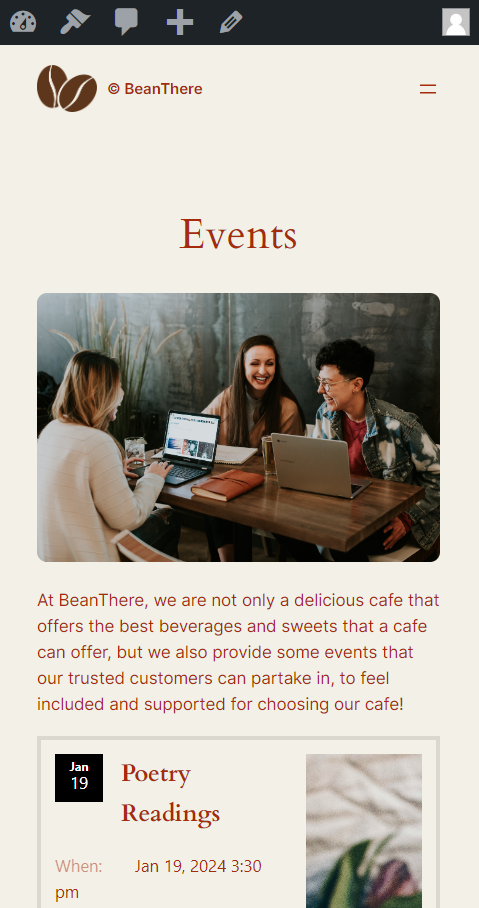 © BeanThere
Events
At BeanThere, we are not only a delicious cafe that
offers the best beverages and sweets that a cafe
can offer, but we also provide some events that
our trusted customers can partake in, to feel
included and supported for choosing our cafe!
Jan
19
Poetry
Readings
When: Jan 19, 2024 3:30
pm